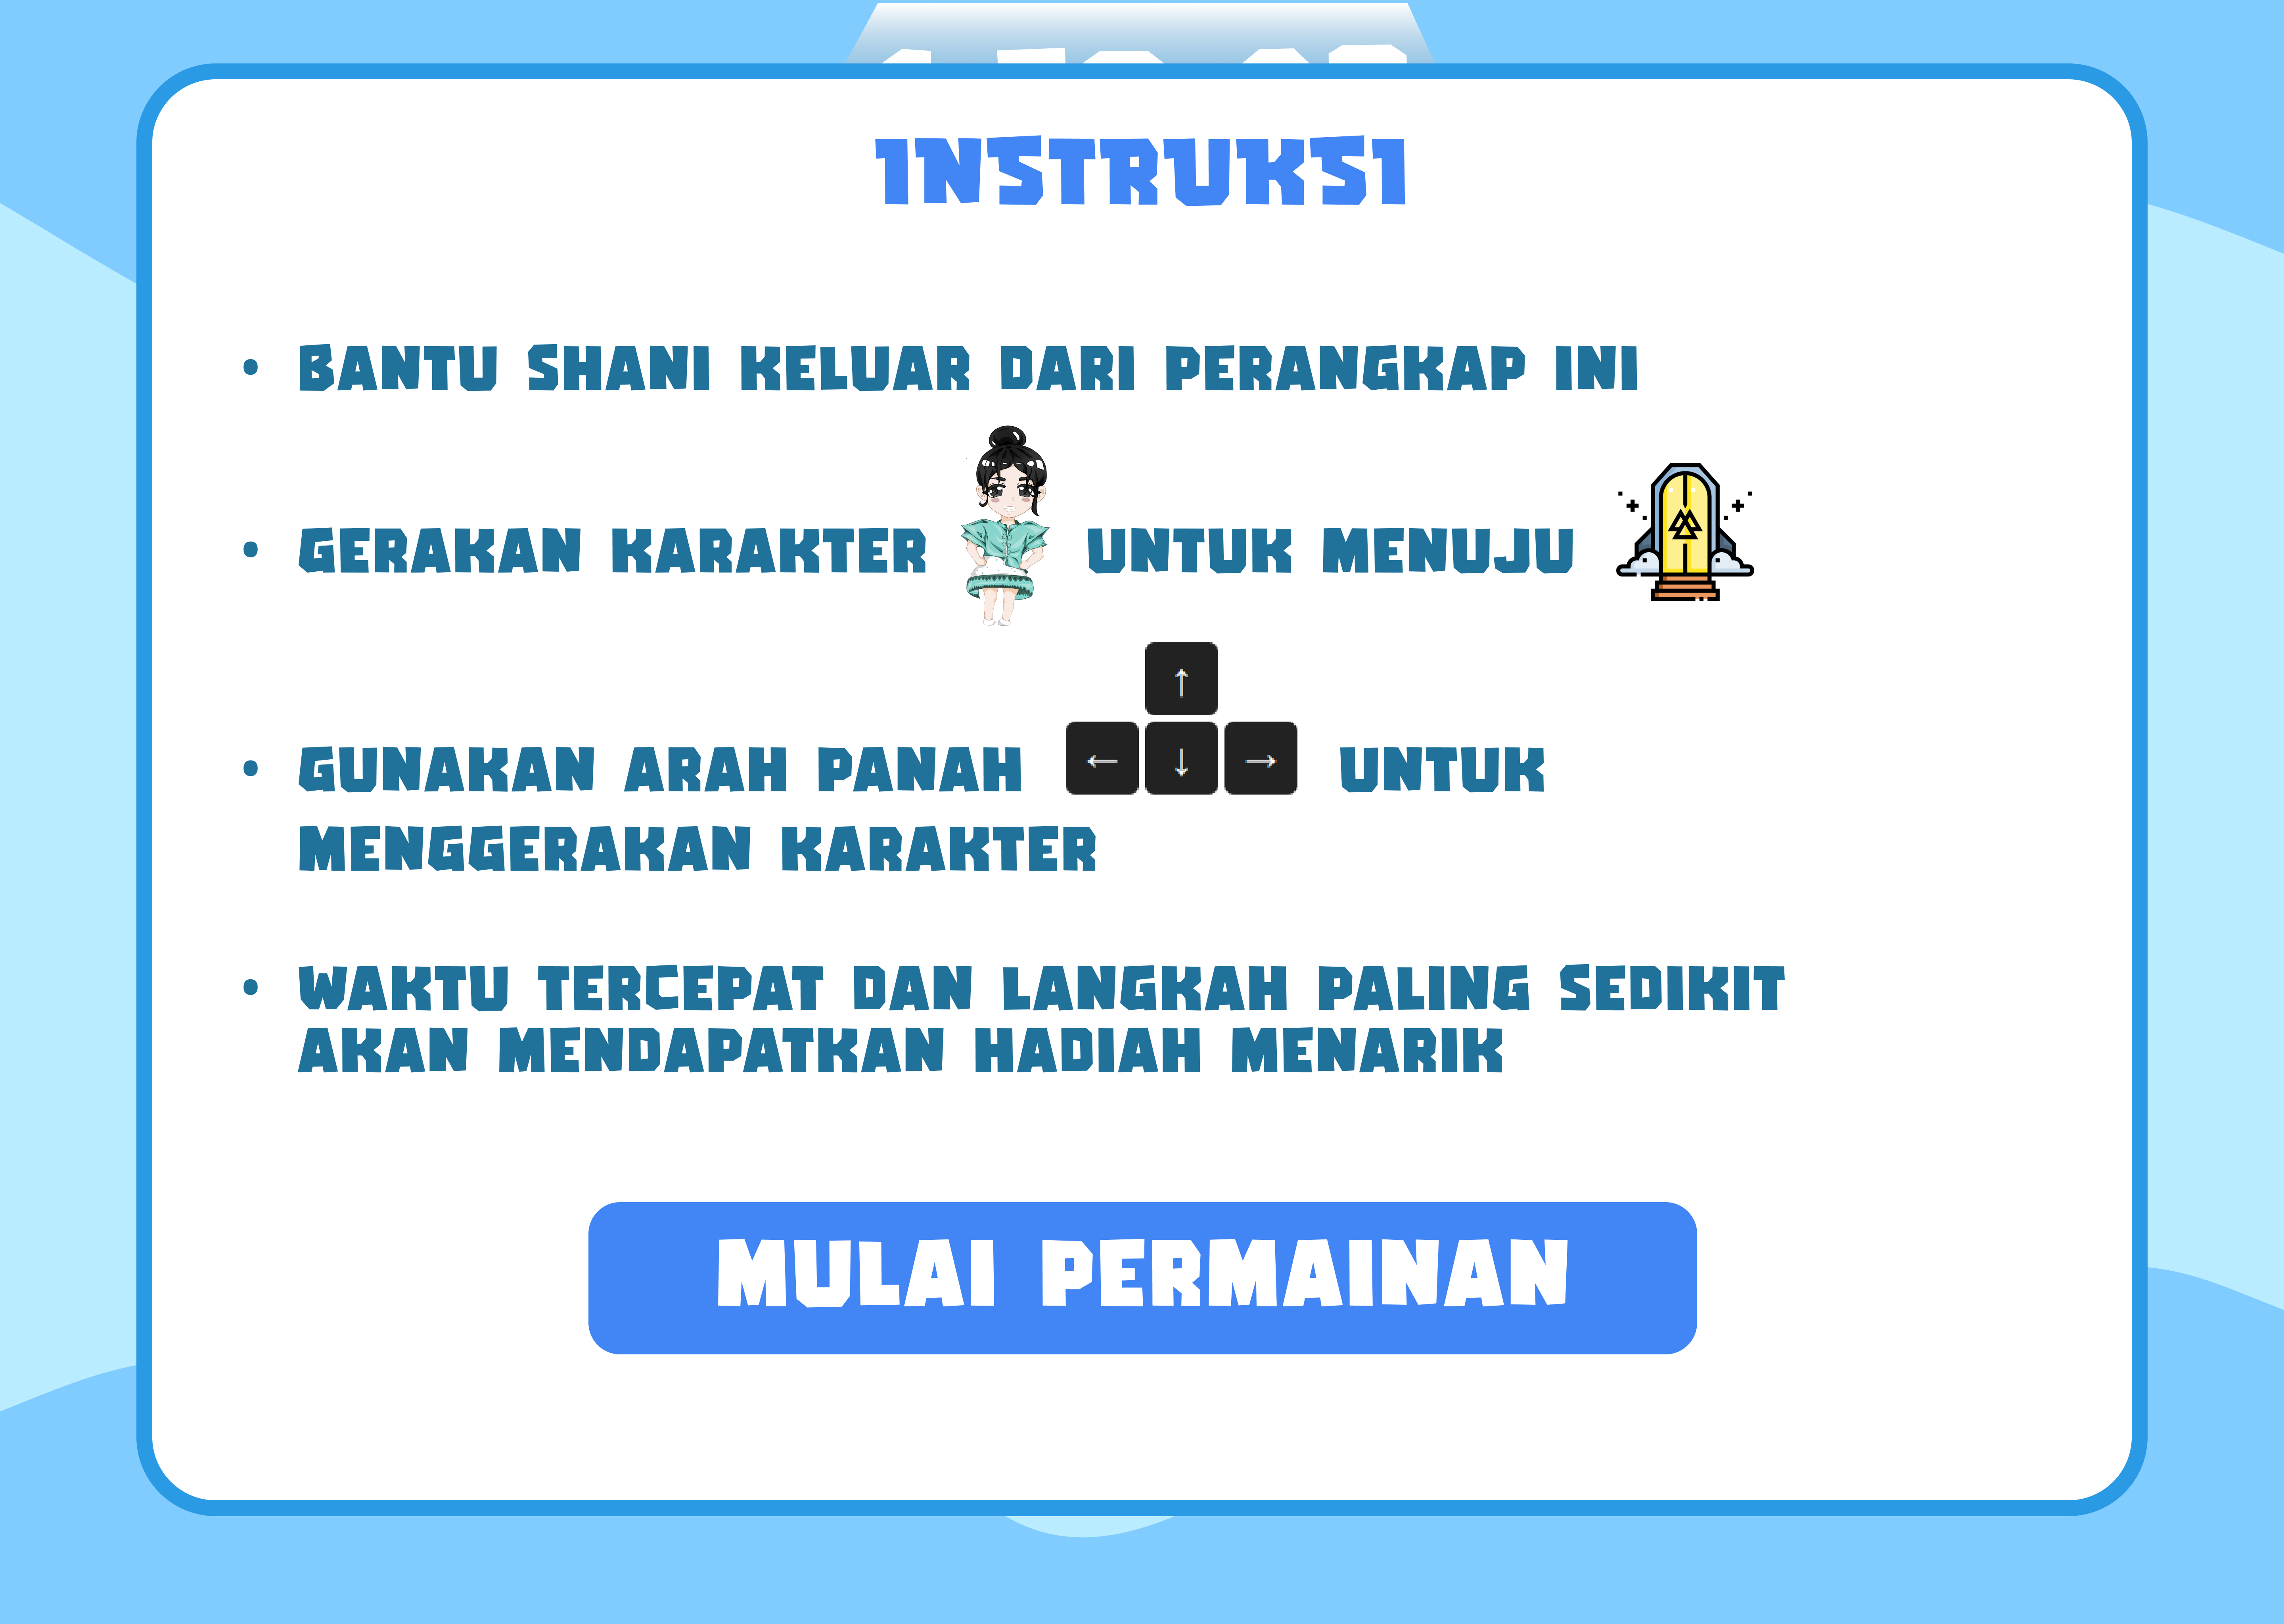 INSTRUKSI
• BANTU SHANI KELUAR DARI PERANGKAP INI
• GERAKAN KARAKTER UNTUK MENUJU
↑
• GUNAKAN ARAH PANAH ← ↓ → UNTUK
MENGGERAKAN KARAKTER
• WAKTU TERCEPAT DAN LANGKAH PALING SEDIKIT
AKAN MENDAPATKAN HADIAH MENARIK
MULAI PERMAINAN